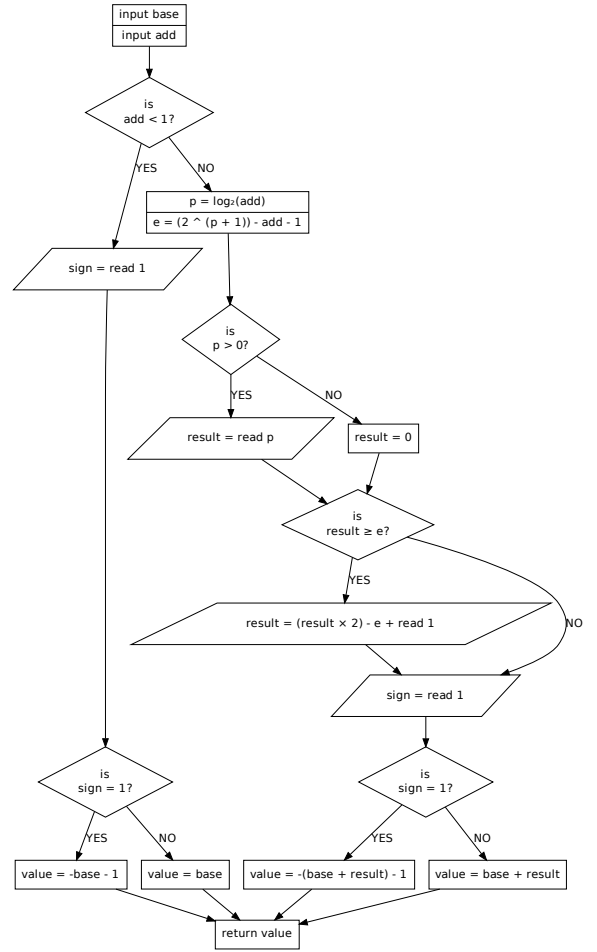 input base
input add
is
add < 1?
YES
NO
p = log₂(add)
e = (2 ^ (p + 1)) - add - 1
sign = read 1
is
p > 0?
YES
NO
result = read p
result = 0
is
result ≥ e?
YES
NO
result = (result × 2) - e + read 1
sign = read 1
is
sign = 1?
is
sign = 1?
YES
NO
YES
NO
value = -base - 1
value = base
value = -(base + result) - 1
value = base + result
return value